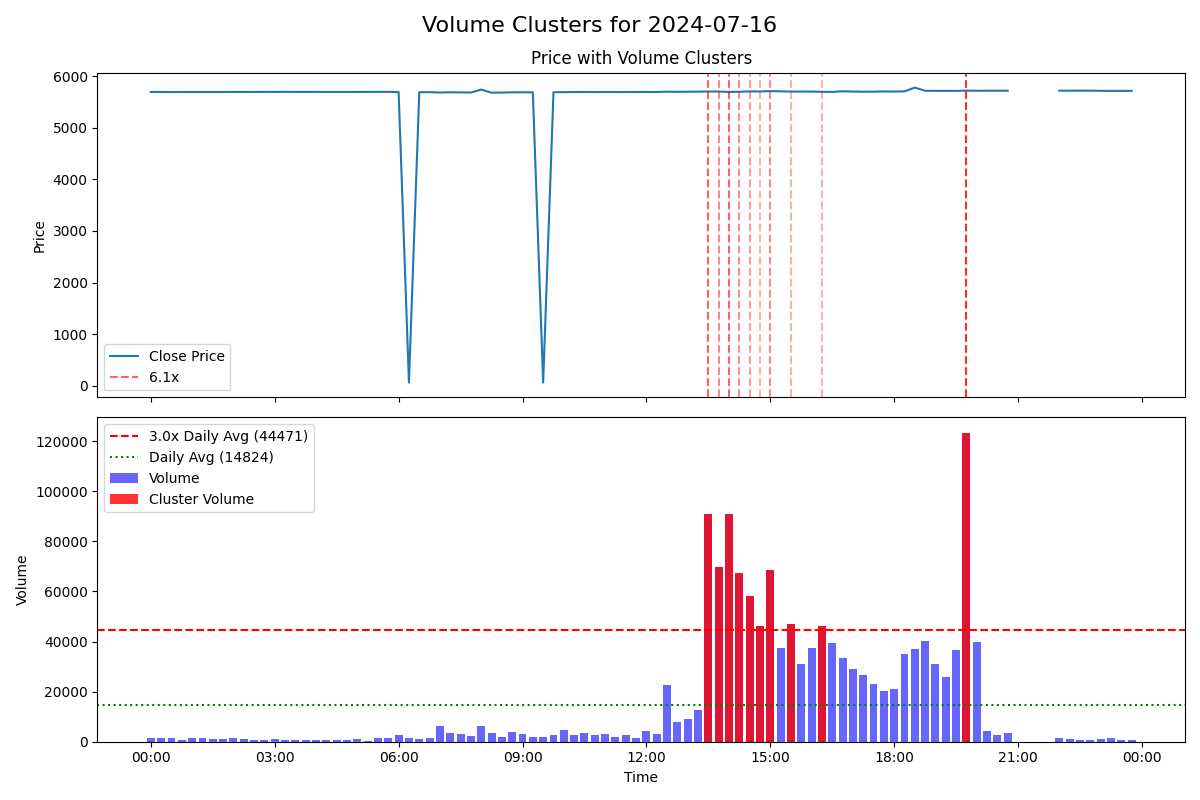 Volume Clusters for 2024-07-16
Price with Volume Clusters
6000
5000
4000
3000
2000
1000
0
Price
Close Price
6.1x
120000
100000
80000
60000
40000
20000
0
Volume
3.0x Daily Avg (44471)
Daily Avg (14824)
Volume
Cluster Volume
00:00 03:00 06:00 09:00 12:00 15:00 18:00 21:00 00:00
Time